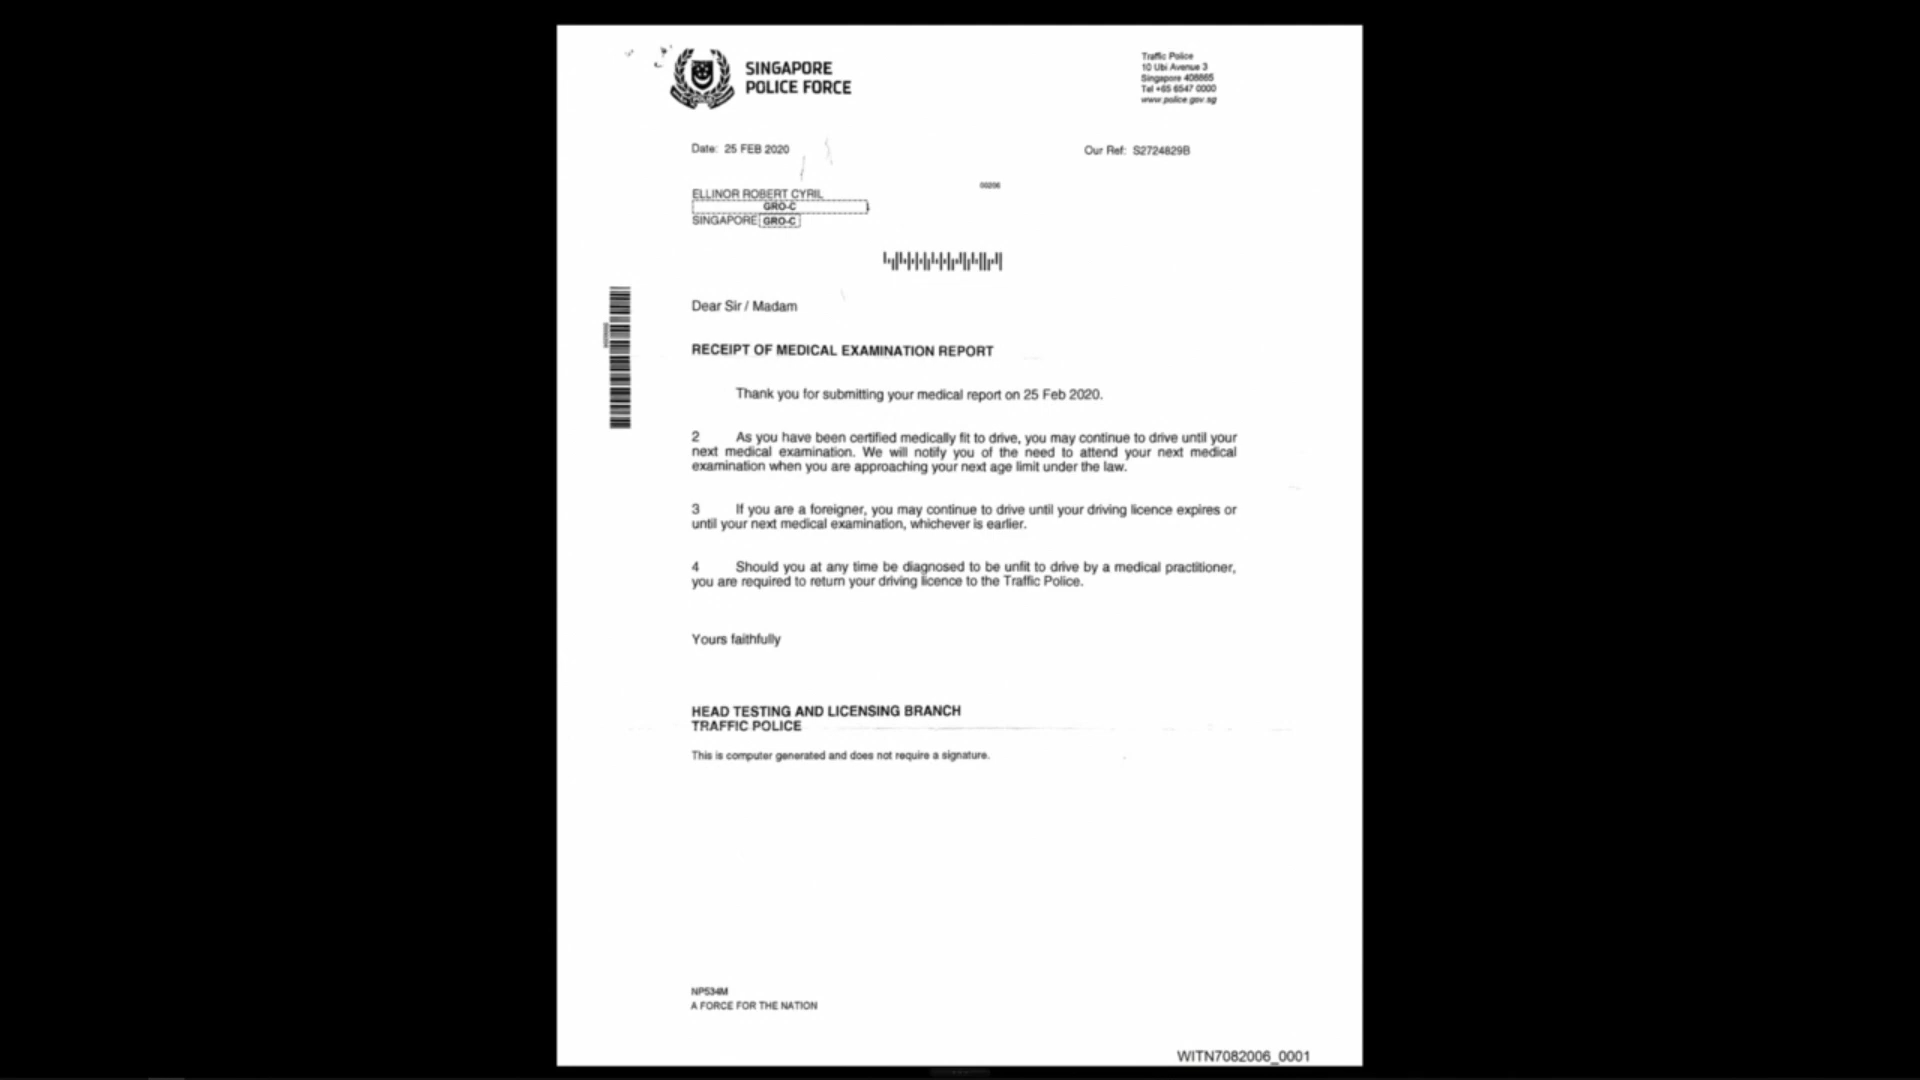 SINGAPORE
POLICE FORCE
Traffic Police
10 Ubi Avenue 3
Singapore 408865
Tel +65 6547 0000
www.police.gov.sg
Date: 25 FEB 2020
Our Ref: S2724829B
00206
ELLINOR ROBERT CYRIL
GRO-C
SINGAPORE GRO-C
Dear Sir / Madam
RECEIPT OF MEDICAL EXAMINATION REPORT
Thank you for submitting your medical report on 25 Feb 2020.
2 As you have been certified medically fit to drive, you may continue to drive until your
next medical examination. We will notify you of the need to attend your next medical
examination when you are approaching your next age limit under the law.
3 If you are a foreigner, you may continue to drive until your driving licence expires or
until your next medical examination, whichever is earlier.
4 Should you at any time be diagnosed to be unfit to drive by a medical practitioner,
you are required to return your driving licence to the Traffic Police.
Yours faithfully
HEAD TESTING AND LICENSING BRANCH
TRAFFIC POLICE
This is computer generated and does not require a signature.
NP534M
A FORCE FOR THE NATION
WITN7082006_0001